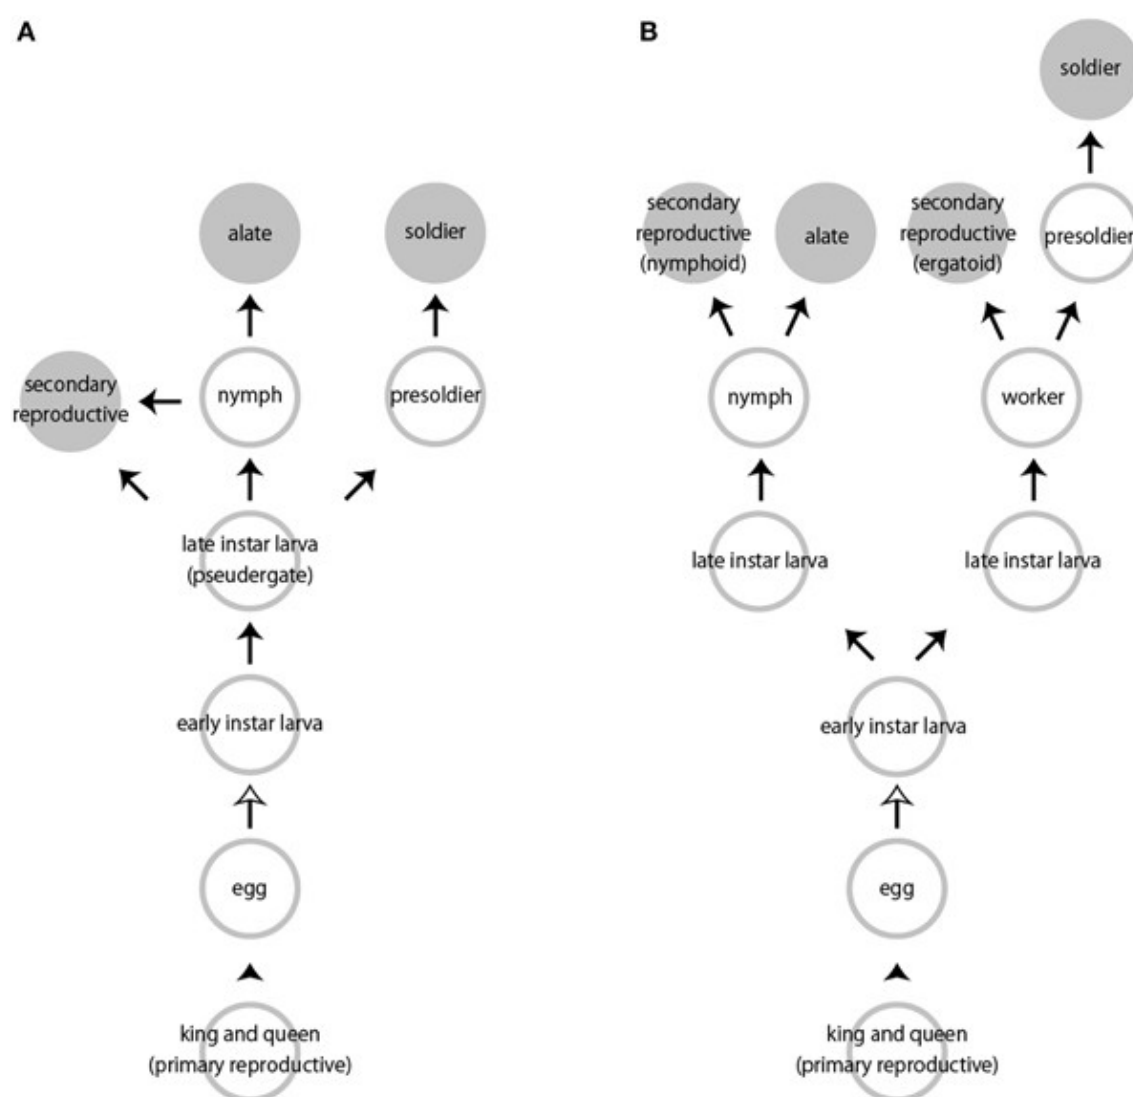 A
alate
soldier
secondary
reproductive
nymph
presoldier
late instar larva
(pseudergate)
early instar larva
egg
king and queen
(primary reproductive)
B
soldier
secondary
reproductive
(nymphoid)
alate
secondary
reproductive
(ergatoid)
presoldier
nymph
worker
late instar larva
late instar larva
early instar larva
egg
king and queen
(primary reproductive)